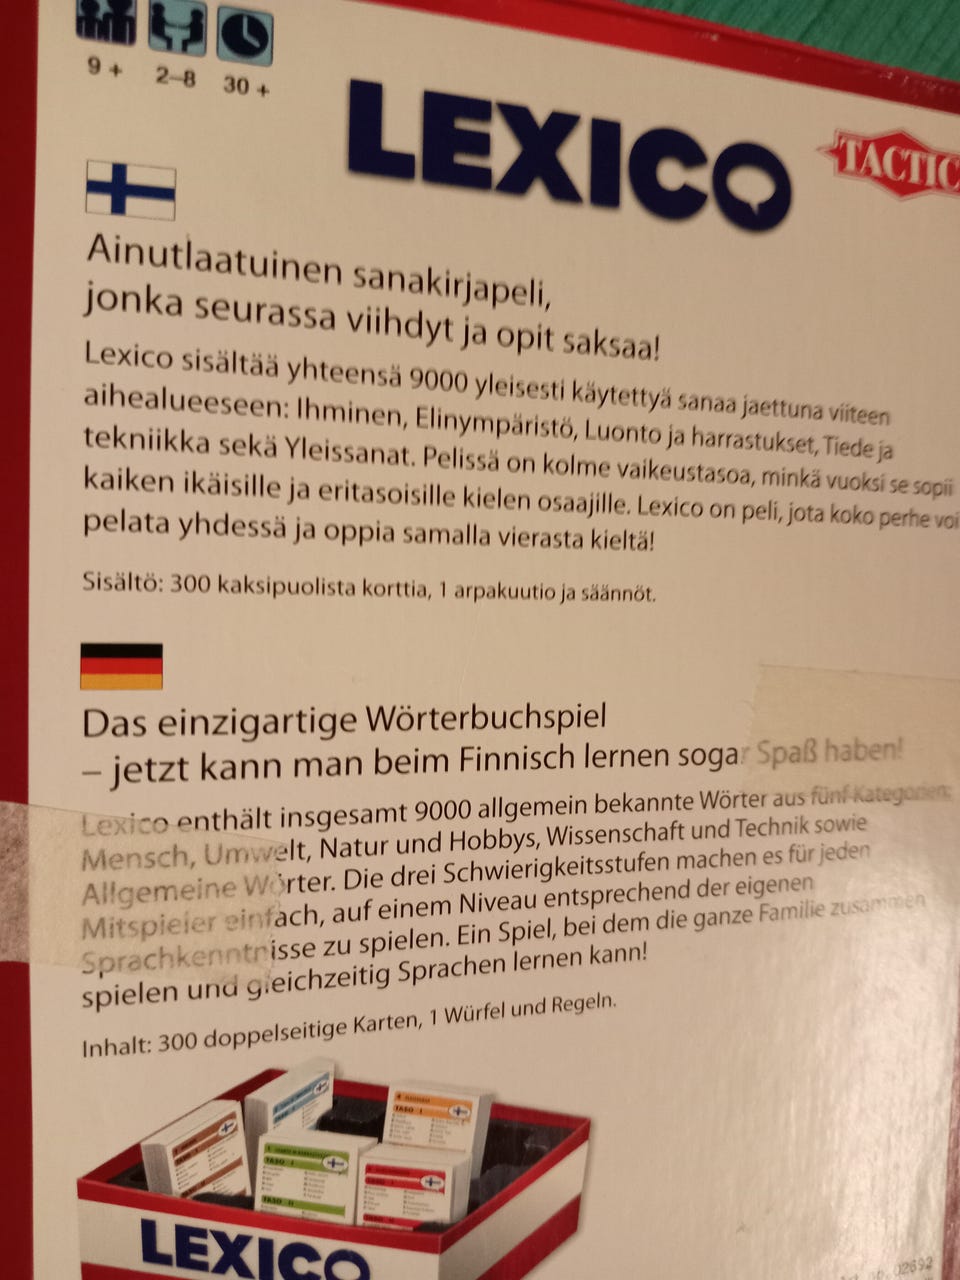 9 + 2–8 30 +
LEXICO
TACTIC
Ainutlaatuinen sanakirjapeli,
jonka seurassa viihdyt ja opit saksaa!
Lexico sisältää yhteensä 9000 yleisesti käytettyä sanaa jaettuna viiteen
aihealueeseen: Ihminen, Elinympäristö, Luonto ja harrastukset, Tiede ja
tekniikka sekä Yleissanat. Pelissä on kolme vaikeustasoa, minkä vuoksi se sopii
kaiken ikäisille ja eritasoisille kielen osaajille. Lexico on peli, jota koko perhe voi
pelata yhdessä ja oppia samalla vierasta kieltä!
Sisältö: 300 kaksipuolista korttia, 1 arpakuutio ja säännöt.
Das einzigartige Wörterbuchspiel
– jetzt kann man beim Finnisch lernen sogar Spaß haben!
Lexico enthält insgesamt 9000 allgemein bekannte Wörter aus fünf Kategorien:
Mensch, Umwelt, Natur und Hobbys, Wissenschaft und Technik sowie
Allgemeine Wörter. Die drei Schwierigkeitsstufen machen es für jeden
Mitspieler einfach, auf einem Niveau entsprechend der eigenen
Sprachkenntnisse zu spielen. Ein Spiel, bei dem die ganze Familie zusammen
spielen und gleichzeitig Sprachen lernen kann!
Inhalt: 300 doppelseitige Karten, 1 Würfel und Regeln.
TASO I
TASO I
TASO I
TASO I
TASO II
LEXICO
02692